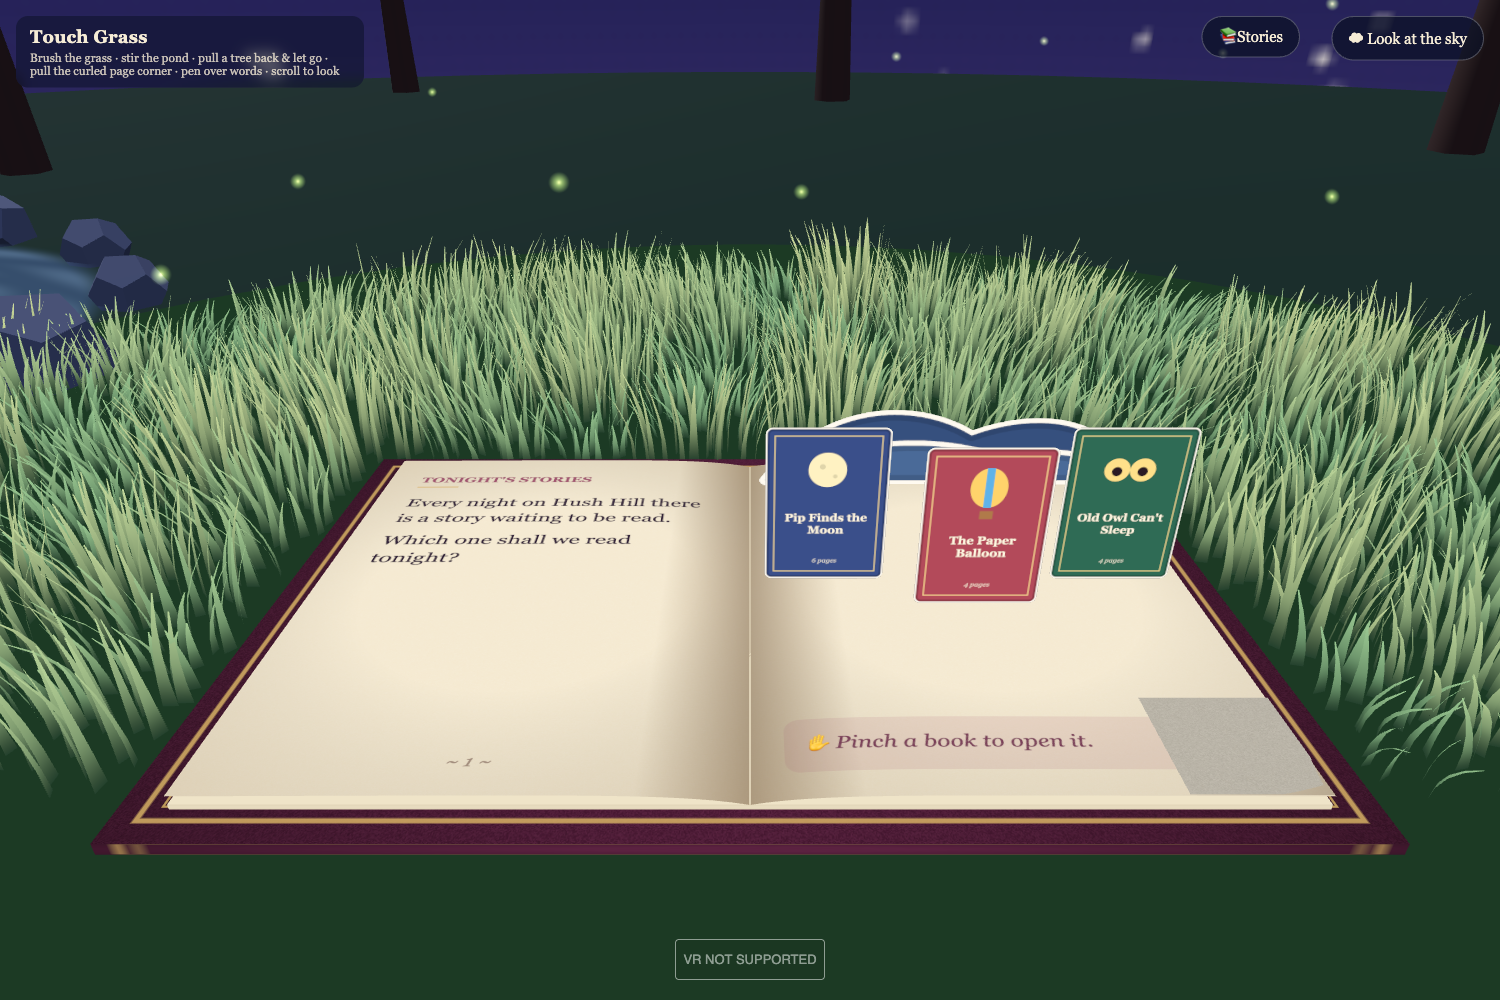 Touch Grass
Brush the grass · stir the pond · pull a tree back & let go ·
pull the curled page corner · pen over words · scroll to look
Stories
Look at the sky
TONIGHT'S STORIES
Every night on Hush Hill there
is a story waiting to be read.
Which one shall we read
tonight?
~ 1 ~
Pip Finds the
Moon
6 pages
The Paper
Balloon
4 pages
Old Owl Can't
Sleep
4 pages
Pinch a book to open it.
VR NOT SUPPORTED